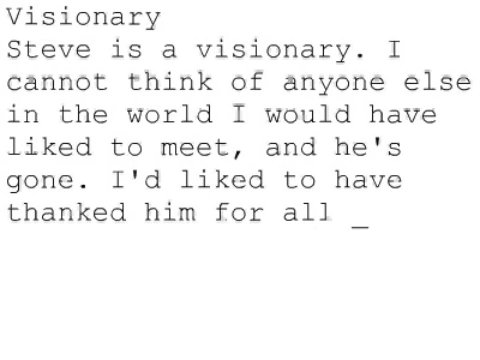 Visionary
Steve is a visionary. I
cannot think of anyone else
in the world I would have
liked to meet, and he's
gone. I'd liked to have
thanked him for all _